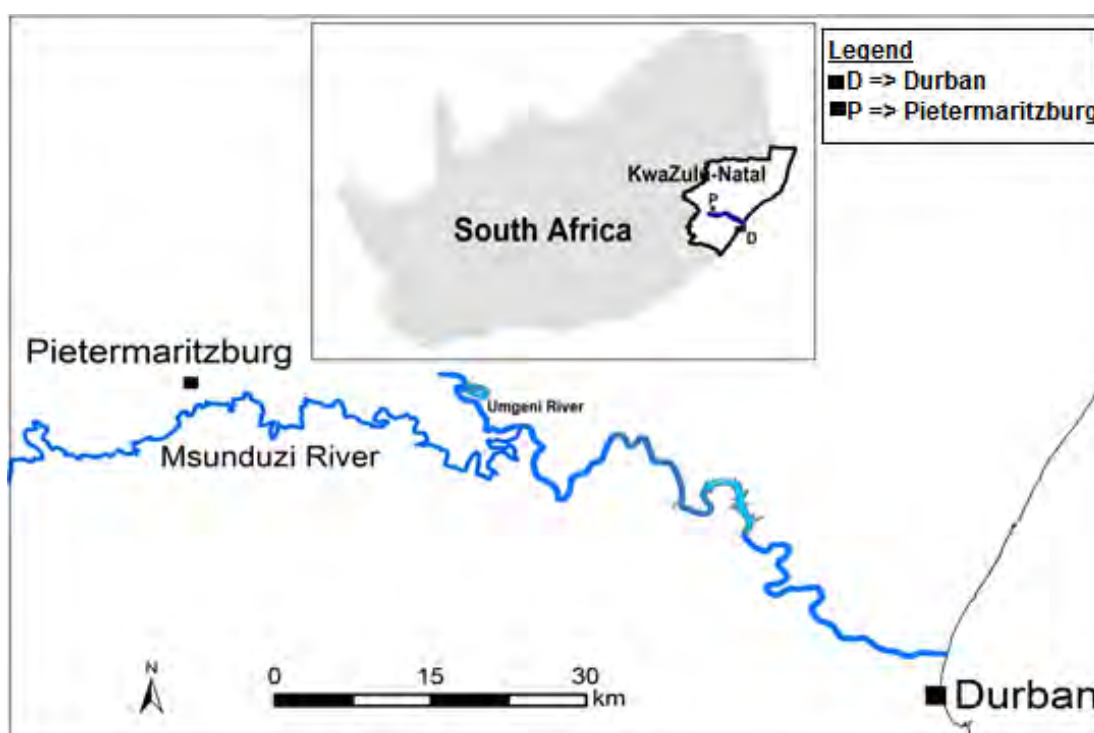 Legend
D => Durban
P => Pietermaritzburg
KwaZulu-Natal
P
South Africa
D
Pietermaritzburg
Umgeni River
Msunduzi River
N
0 15 30
km
Durban